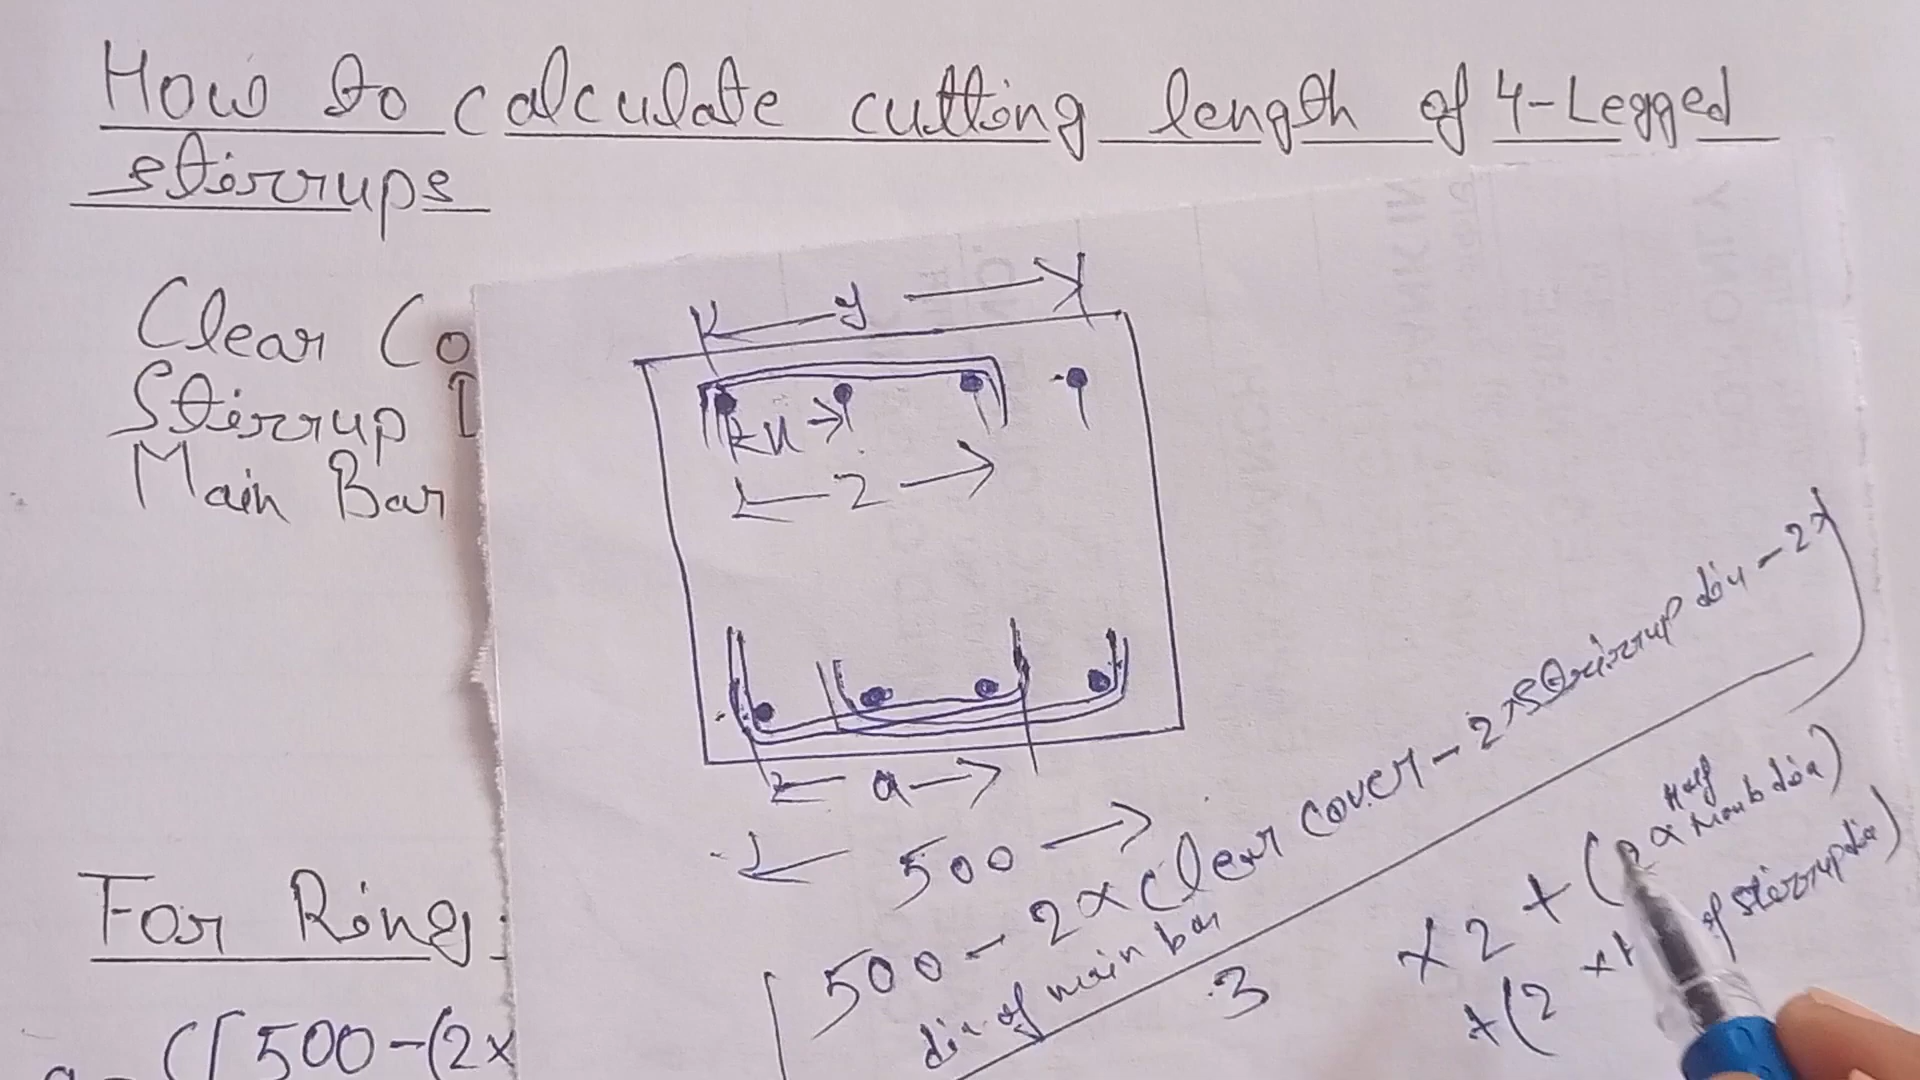 How to calculate cutting length of 4-Legged
stirrups
Clear Co
Stirrup D
Main Bar
y
x
z
a
500
500 - 2 x Clear cover - 2 x stirrup dia - 2 x
dia of main bar
3
x 2 + (2 x Half Main b dia)
+ (2 x of stirrup dia)
For Ring:
a = ([500-(2x